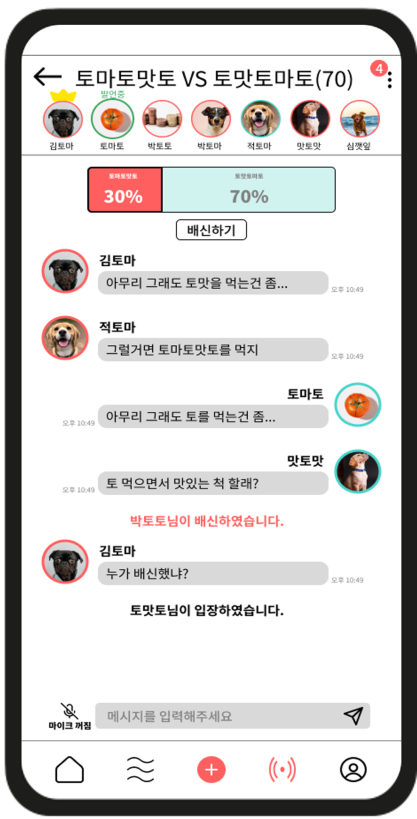 토마토맛토 VS 토맛토마토(70)
4
발언중
김토마
토마토
박토토
박토마
적토마
맛토맛
심깻잎
토마토맛토
30%
토맛토마토
70%
배신하기
김토마
아무리 그래도 토맛을 먹는건 좀...
오후 10:49
적토마
그럴거면 토마토맛토를 먹지
오후 10:49
토마토
아무리 그래도 토를 먹는건 좀...
오후 10:49
맛토맛
토 먹으면서 맛있는 척 할래?
오후 10:49
박토토님이 배신하였습니다.
김토마
누가 배신했냐?
오후 10:49
토맛토님이 입장하였습니다.
마이크 꺼짐
메시지를 입력해주세요